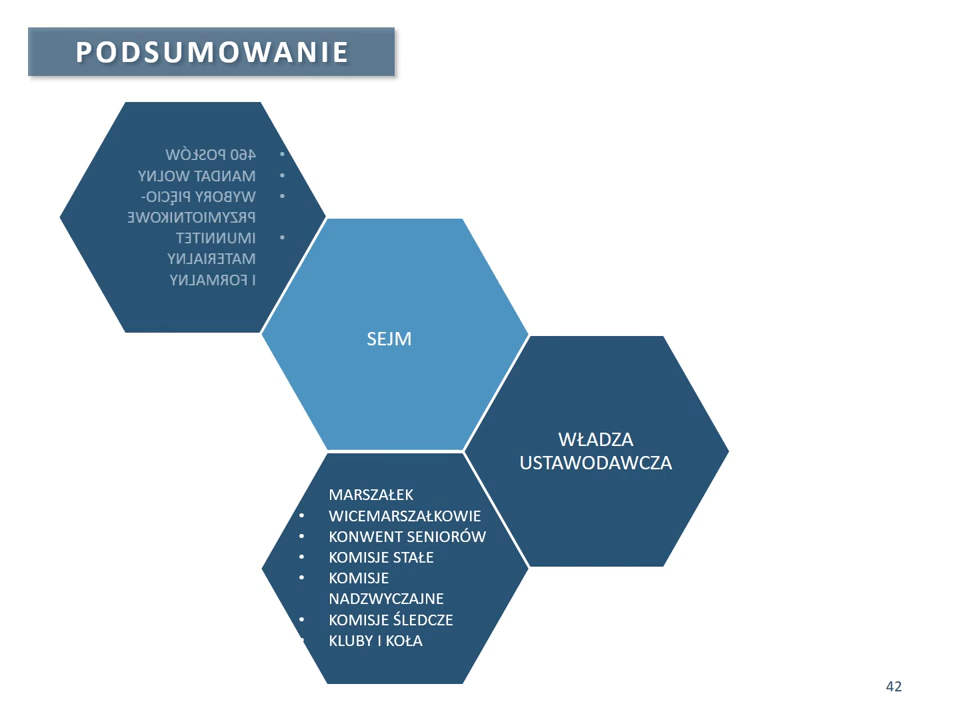 PODSUMOWANIE
• 460 POSŁÓW
• MANDAT WOLNY
• WYBORY PIĘCIO-
PRZYMIOTNIKOWE
• IMUNNITET
MATERIALNY
I FORMALNY
SEJM
WŁADZA
USTAWODAWCZA
MARSZAŁEK
• WICEMARSZAŁKOWIE
• KONWENT SENIORÓW
• KOMISJE STAŁE
• KOMISJE
NADZWYCZAJNE
• KOMISJE ŚLEDCZE
• KLUBY I KOŁA
42